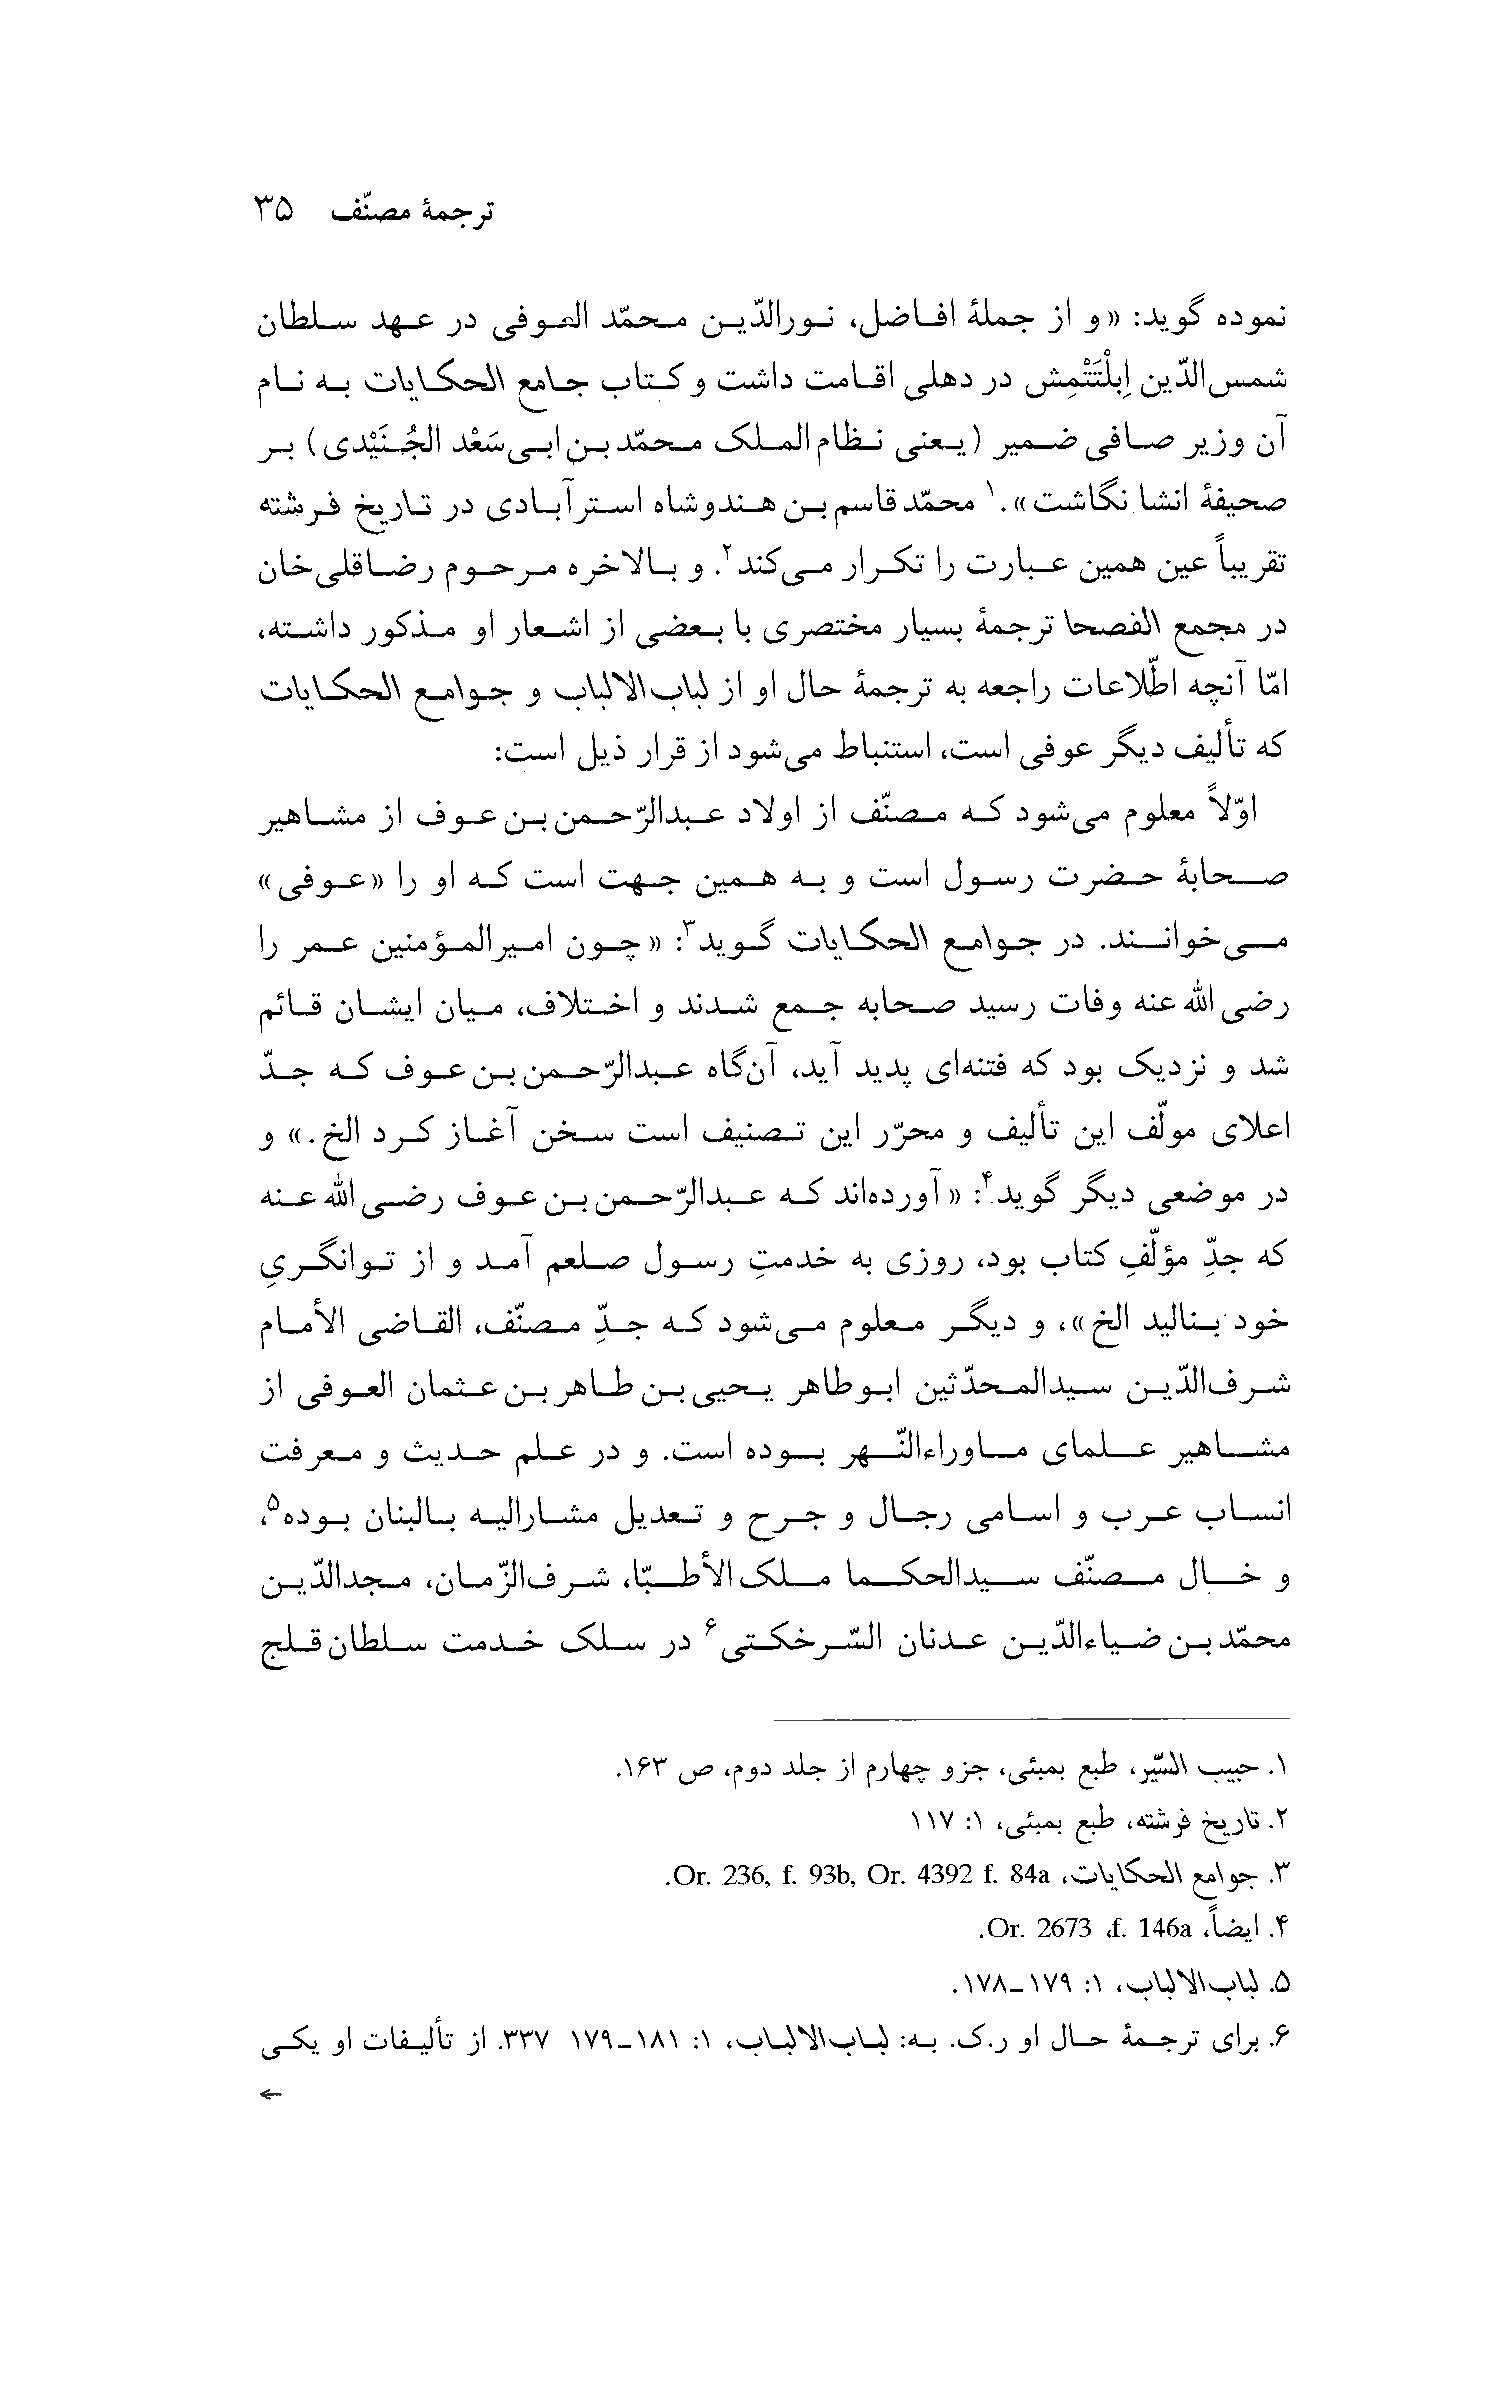 ترجمهٔ مصنّف ۳۵
نموده گوید: «و از جملهٔ افاضل، نورالدّین محمّد العوفی در عهد سلطان
شمس‌الدّین إیلْتُتْمِش در دهلی اقامت داشت و کتاب جامع الحکایات به نام
آن وزیر صافی ضمیر (یعنی نظام‌الملک محمّد بن ابی‌سَعْد الجُنَیْدی) بر
صحیفهٔ انشا نگاشت».۱ محمّد قاسم بن هندوشاه استرآبادی در تاریخ فرشته
تقریباً عین همین عبارت را تکرار می‌کند۲. و بالاخره مرحوم رضاقلی‌خان
در مجمع الفصحا ترجمهٔ بسیار مختصری با بعضی از اشعار او مذکور داشته،
امّا آنچه اطّلاعات راجعه به ترجمهٔ حال او از لباب‌الالباب و جوامع الحکایات
که تألیف دیگر عوفی است، استنباط می‌شود از قرار ذیل است:
اوّلاً معلوم می‌شود که مصنّف از اولاد عبدالرّحمن بن عوف از مشاهیر
صحابهٔ حضرت رسول است و به همین جهت است که او را «عوفی»
می‌خوانند. در جوامع الحکایات گوید۳: «چون امیرالمؤمنین عمر را
رضی‌الله عنه وفات رسید صحابه جمع شدند و اختلاف، میان ایشان قائم
شد و نزدیک بود که فتنه‌ای پدید آید، آن‌گاه عبدالرّحمن بن عوف که جدّ
اعلای مولّف این تألیف و محرّر این تصنیف است سخن آغاز کرد الخ.» و
در موضعی دیگر گوید۴: «آورده‌اند که عبدالرّحمن بن عوف رضی‌الله عنه
که جدِّ مؤلّفِ کتاب بود، روزی به خدمتِ رسول صلعم آمد و از توانگریِ
خود بنالید الخ»، و دیگر معلوم می‌شود که جدِّ مصنّف، القاضی الأمام
شرف‌الدّین سیدالمحدّثین ابوطاهر یحیی بن طاهر بن عثمان العوفی از
مشاهیر علمای ماوراءالنّهر بوده است. و در علم حدیث و معرفت
انساب عرب و اسامی رجال و جرح و تعدیل مشارالیه بالبنان بوده۵،
و خال مصنّف سیدالحکما ملک‌الأطبّا، شرف‌الزّمان، مجدالدّین
محمّد بن ضیاءالدّین عدنان السّرخکتی۶ در سلک خدمت سلطان قلج
۱. حبیب السّیر، طبع بمبئی، جزو چهارم از جلد دوم، ص ۱۶۳.
۲. تاریخ فرشته، طبع بمبئی، ۱: ۱۱۷
۳. جوامع الحکایات، Or. 236, f. 93b, Or. 4392 f. 84a.
۴. ایضاً، Or. 2673 ،f. 146a.
۵. لباب‌الالباب، ۱: ۱۷۹-۱۷۸.
۶. برای ترجمهٔ حال او ر.ک. به: لباب‌الالباب، ۱: ۱۸۱-۱۷۹ ۳۳۷. از تألیفات او یکی
←